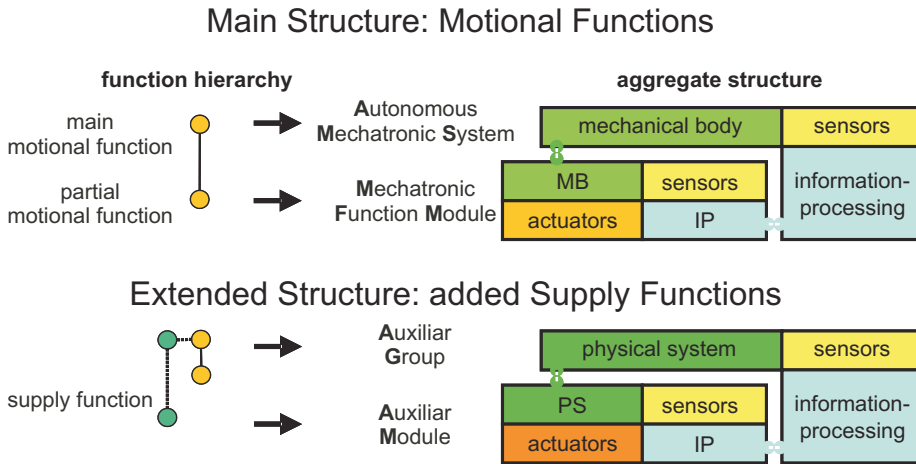 Main Structure: Motional Functions
function hierarchy
aggregate structure
main
motional function
Autonomous
Mechatronic System
mechanical body
sensors
partial
motional function
Mechatronic
Function Module
MB
sensors
actuators
IP
information-
processing
Extended Structure: added Supply Functions
Auxiliar
Group
physical system
sensors
supply function
Auxiliar
Module
PS
sensors
actuators
IP
information-
processing